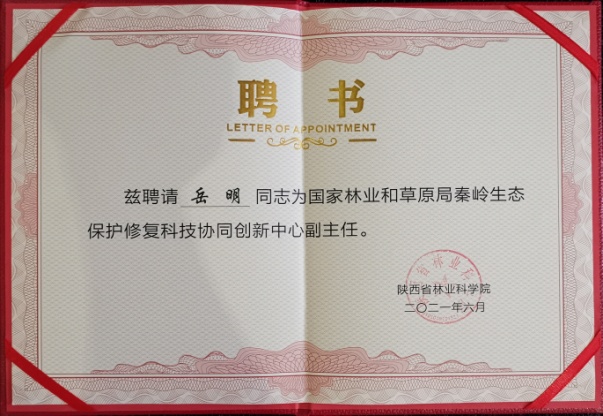 聘 书
LETTER OF APPOINTMENT
兹聘请 岳 明 同志为国家林业和草原局秦岭生态
保护修复科技协同创新中心副主任。
陕西省林业科学院
二〇二一年六月